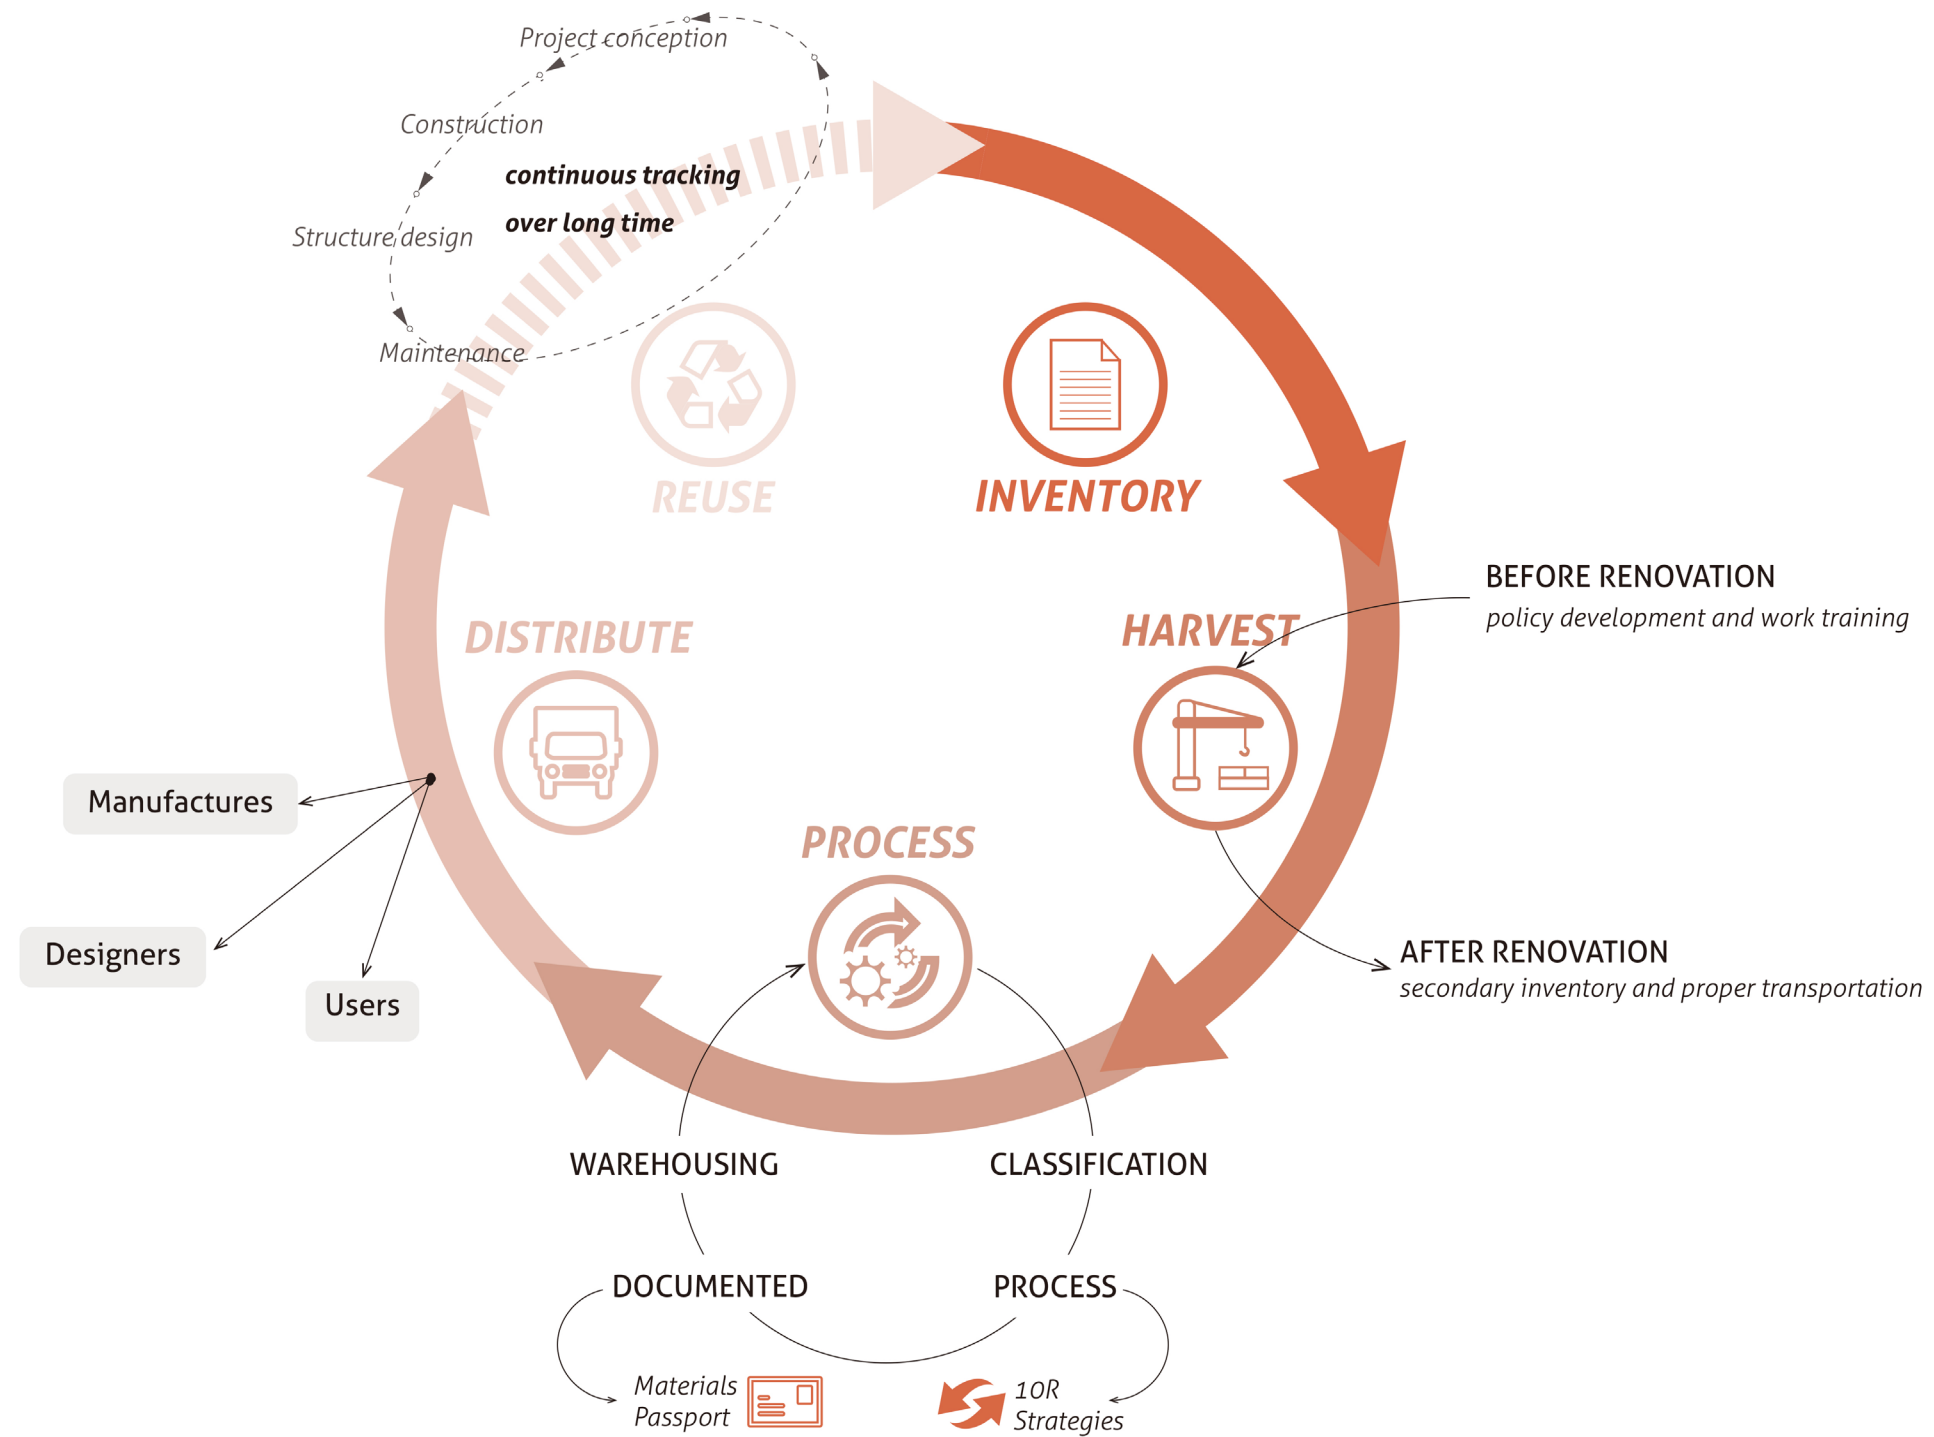 Project conception
Construction
continuous tracking
over long time
Structure design
Maintenance
REUSE
INVENTORY
BEFORE RENOVATION
policy development and work training
DISTRIBUTE
HARVEST
Manufactures
PROCESS
Designers
Users
AFTER RENOVATION
secondary inventory and proper transportation
WAREHOUSING
CLASSIFICATION
DOCUMENTED
PROCESS
Materials
Passport
10R
Strategies